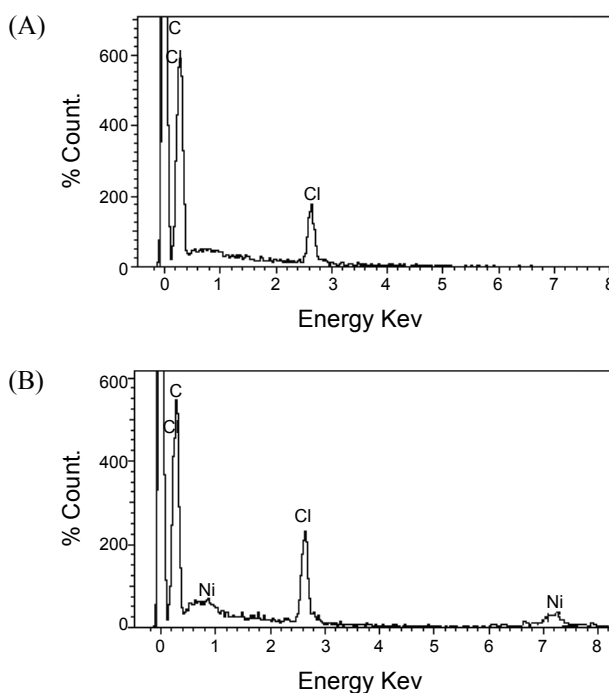 (A)
C
Cl
600
400
200
0
Cl
% Count.
0 1 2 3 4 5 6 7 8
Energy Kev
(B)
600
400
200
0
C
Cl
Ni
Cl
Ni
% Count.
0 1 2 3 4 5 6 7 8
Energy Kev